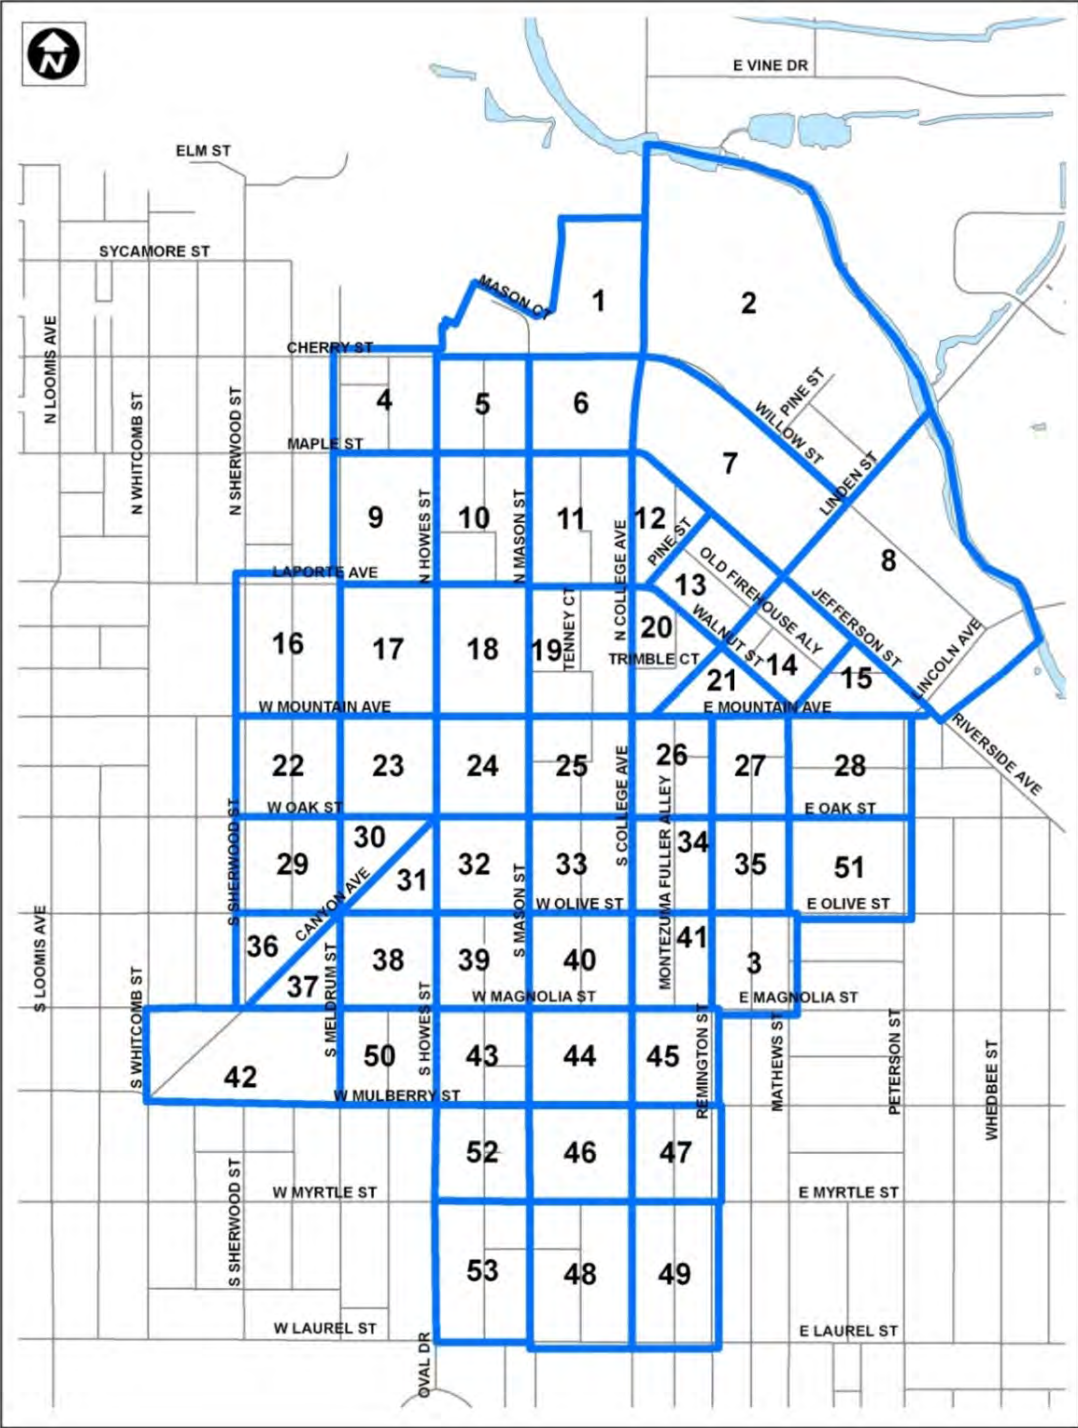 N
E VINE DR
ELM ST
SYCAMORE ST
MASON CT
1
2
CHERRY ST
N LOOMIS AVE
N WHITCOMB ST
N SHERWOOD ST
4
5
6
PINE ST
WILLOW ST
MAPLE ST
7
LINDEN ST
9
N HOWES ST
10
N MASON ST
11
N COLLEGE AVE
12
PINE ST
8
LAPORTE AVE
13
OLD FIREHOUSE ALY
JEFFERSON ST
16
17
18
19
TENNEY CT
20
WALNUT ST
TRIMBLE CT
14
15
LINCOLN AVE
21
W MOUNTAIN AVE
E MOUNTAIN AVE
RIVERSIDE AVE
22
23
24
25
26
27
28
W OAK ST
E OAK ST
S COLLEGE AVE
MONTEZUMA FULLER ALLEY
S SHERWOOD ST
29
30
31
CANYON AVE
32
S MASON ST
33
34
35
51
W OLIVE ST
E OLIVE ST
S LOOMIS AVE
36
37
S MELDRUM ST
38
39
40
41
3
W MAGNOLIA ST
E MAGNOLIA ST
S WHITCOMB ST
42
50
S HOWES ST
43
44
45
REMINGTON ST
MATHEWS ST
PETERSON ST
WHEDBEE ST
W MULBERRY ST
52
46
47
S SHERWOOD ST
W MYRTLE ST
E MYRTLE ST
53
48
49
W LAUREL ST
E LAUREL ST
OVAL DR